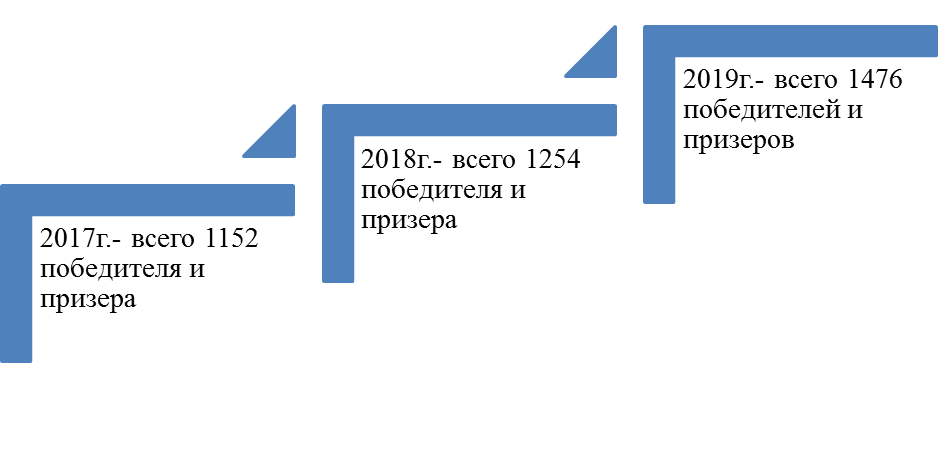 2019г.- всего 1476
победителей и
призеров
2018г.- всего 1254
победителя и
призера
2017г.- всего 1152
победителя и
призера